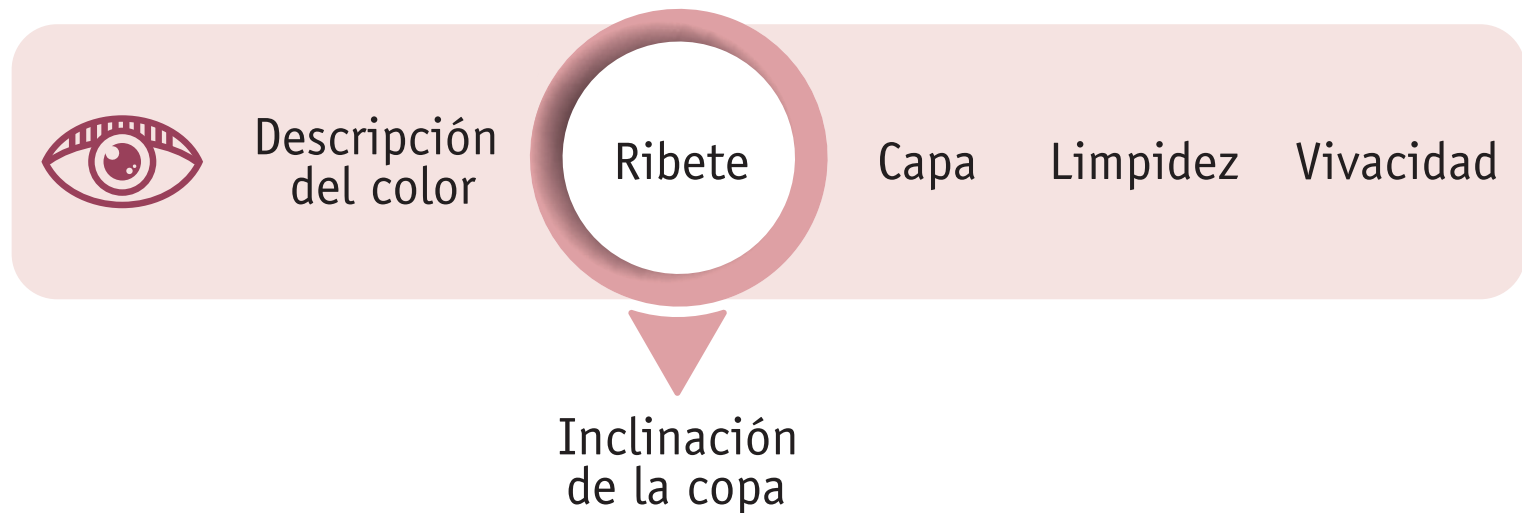 Descripción
del color
Ribete
Capa
Limpidez
Vivacidad
Inclinación
de la copa